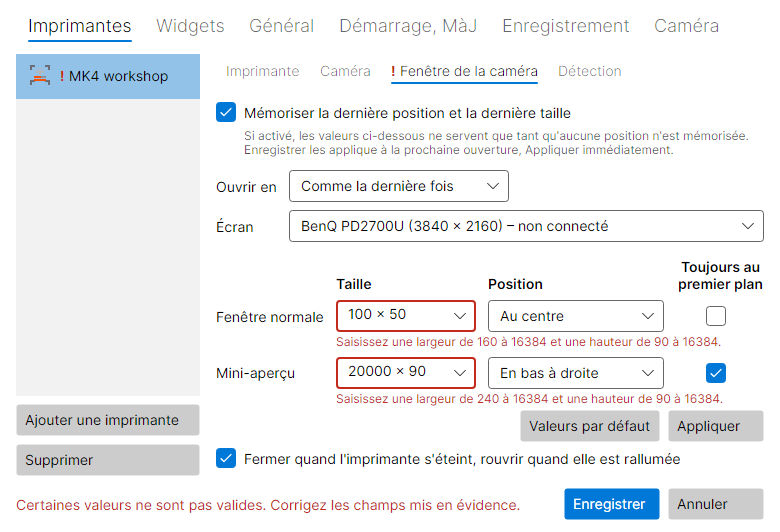 Imprimantes Widgets Général Démarrage, MàJ Enregistrement Caméra
! MK4 workshop
Imprimante Caméra ! Fenêtre de la caméra Détection
Mémoriser la dernière position et la dernière taille
Si activé, les valeurs ci-dessous ne servent que tant qu'aucune position n'est mémorisée.
Enregistrer les applique à la prochaine ouverture, Appliquer immédiatement.
Ouvrir en Comme la dernière fois
Écran BenQ PD2700U (3840 × 2160) – non connecté
Taille Position Toujours au
premier plan
Fenêtre normale 100 × 50 Au centre
Saisissez une largeur de 160 à 16384 et une hauteur de 90 à 16384.
Mini-aperçu 20000 × 90 En bas à droite
Saisissez une largeur de 240 à 16384 et une hauteur de 90 à 16384.
Valeurs par défaut Appliquer
Ajouter une imprimante
Supprimer
Fermer quand l'imprimante s'éteint, rouvrir quand elle est rallumée
Certaines valeurs ne sont pas valides. Corrigez les champs mis en évidence.
Enregistrer Annuler